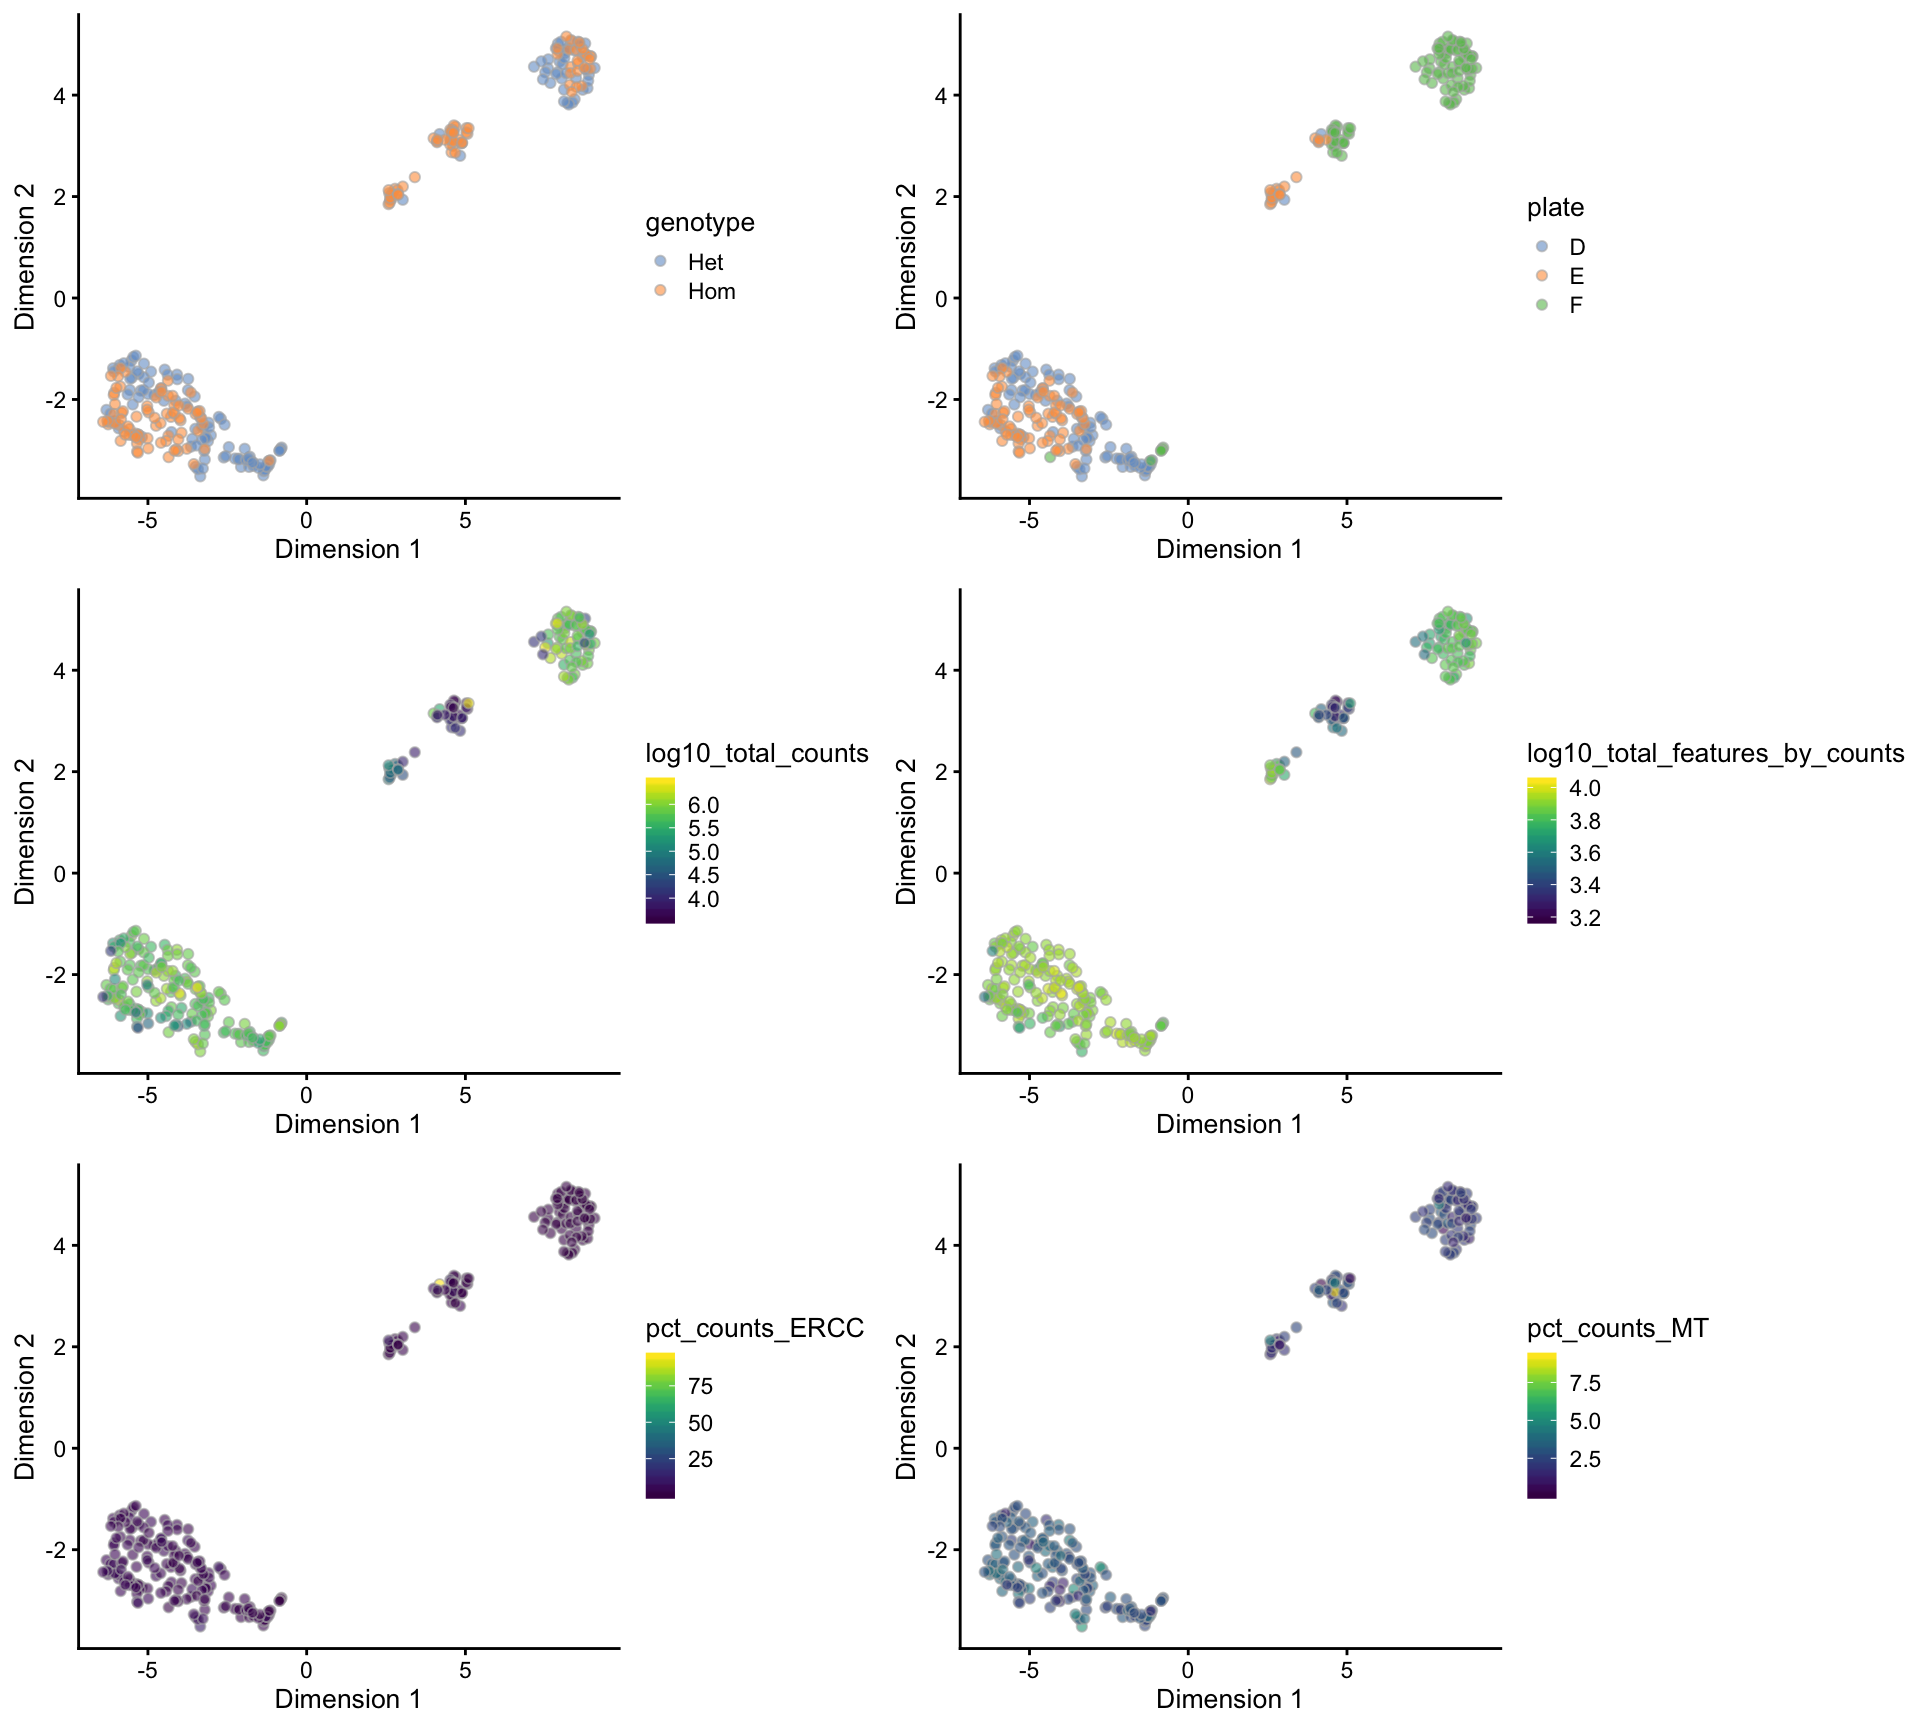 4
2
0
-2
-5
0
5
Dimension 1
Dimension 2
genotype
Het
Hom
4
2
0
-2
-5
0
5
Dimension 1
Dimension 2
plate
D
E
F
4
2
0
-2
-5
0
5
Dimension 1
Dimension 2
log10_total_counts
6.0
5.5
5.0
4.5
4.0
4
2
0
-2
-5
0
5
Dimension 1
Dimension 2
log10_total_features_by_counts
4.0
3.8
3.6
3.4
3.2
4
2
0
-2
-5
0
5
Dimension 1
Dimension 2
pct_counts_ERCC
75
50
25
4
2
0
-2
-5
0
5
Dimension 1
Dimension 2
pct_counts_MT
7.5
5.0
2.5